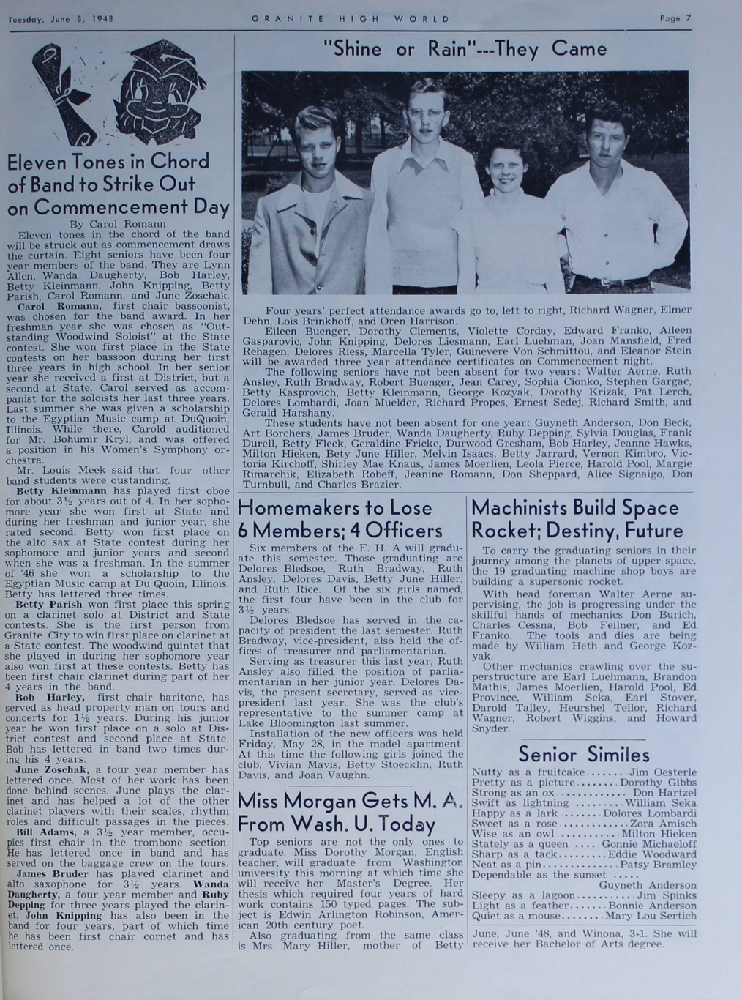 Tuesday, June 8, 1948
GRANITE HIGH WORLD
Page 7
Eleven Tones in Chord
of Band to Strike Out
on Commencement Day
By Carol Romann
Eleven tones in the chord of the band
will be struck out as commencement draws
the curtain. Eight seniors have been four
year members of the band. They are Lynn
Allen, Wanda Daugherty, Bob Harley,
Betty Kleinmann, John Knipping, Betty
Parish, Carol Romann, and June Zoschak.
Carol Romann, first chair bassoonist,
was chosen for the band award. In her
freshman year she was chosen as "Out-
standing Woodwind Soloist" at the State
contest. She won first place in the State
contests on her bassoon during her first
three years in high school. In her senior
year she received a first at District, but a
second at State. Carol served as accom-
panist for the soloists her last three years.
Last summer she was given a scholarship
to the Egyptian Music camp at DuQuoin,
Illinois. While there, Carold auditioned
for Mr. Bohumir Kryl, and was offered
a position in his Women's Symphony or-
chestra.
Mr. Louis Meek said that four other
band students were oustanding.
Betty Kleinmann has played first oboe
for about 3½ years out of 4. In her sopho-
more year she won first at State and
during her freshman and junior year, she
rated second. Betty won first place on
the alto sax at State contest during her
sophomore and junior years and second
when she was a freshman. In the summer
of '46 she won a scholarship to the
Egyptian Music camp at Du Quoin, Illinois.
Betty has lettered three times.
Betty Parish won first place this spring
on a clarinet solo at District and State
contests. She is the first person from
Granite City to win first place on clarinet at
a State contest. The woodwind quintet that
she played in during her sophomore year
also won first at these contests. Betty has
been first chair clarinet during part of her
4 years in the band.
Bob Harley, first chair baritone, has
served as head property man on tours and
concerts for 1½ years. During his junior
year he won first place on a solo at Dis-
trict contest and second place at State.
Bob has lettered in band two times dur-
ing his 4 years.
June Zoschak, a four year member has
lettered once. Most of her work has been
done behind scenes. June plays the clar-
inet and has helped a lot of the other
clarinet players with their scales, rhythm
roles and difficult passages in the pieces.
Bill Adams, a 3½ year member, occu-
pies first chair in the trombone section.
He has lettered once in band and has
served on the baggage crew on the tours.
James Bruder has played clarinet and
alto saxophone for 3½ years. Wanda
Daugherty, a four year member and Ruby
Depping for three years played the clarin-
et. John Knipping has also been in the
band for four years, part of which time
he has been first chair cornet and has
lettered once.
"Shine or Rain"---They Came
Four years' perfect attendance awards go to, left to right, Richard Wagner, Elmer
Dehn, Lois Brinkhoff, and Oren Harrison.
Eileen Buenger, Dorothy Clements, Violette Corday, Edward Franko, Aileen
Gasparovic, John Knipping, Delores Liesmann, Earl Luehman, Joan Mansfield, Fred
Rehagen, Delores Riess, Marcella Tyler, Guinevere Von Schmittou, and Eleanor Stein
will be awarded three year attendance certificates on Commencement night.
The following seniors have not been absent for two years: Walter Aerne, Ruth
Ansley, Ruth Bradway, Robert Buenger, Jean Carey, Sophia Cionko, Stephen Gargac,
Betty Kasprovich, Betty Kleinmann, George Kozyak, Dorothy Krizak, Pat Lerch,
Delores Lombardi, Joan Muelder, Richard Propes, Ernest Sedej, Richard Smith, and
Gerald Harshany.
These students have not been absent for one year: Guyneth Anderson, Don Beck,
Art Borchers, James Bruder, Wanda Daugherty, Ruby Depping, Sylvia Douglas, Frank
Durell, Betty Fleck, Geraldine Fricke, Durwood Gresham, Bob Harley, Jeanne Hawks,
Milton Hieken, Bety June Hiller, Melvin Isaacs, Betty Jarrard, Vernon Kimbro, Vic-
toria Kirchoff, Shirley Mae Knaus, James Moerlien, Leola Pierce, Harold Pool, Margie
Rimarchik, Elizabeth Robeff, Jeanine Romann, Don Sheppard, Alice Signaigo, Don
Turnbull, and Charles Brazier.
Homemakers to Lose
6 Members; 4 Officers
Six members of the F. H. A will gradu-
ate this semester. Those graduating are
Delores Bledsoe, Ruth Bradway, Ruth
Ansley, Delores Davis, Betty June Hiller,
and Ruth Rice. Of the six girls named,
the first four have been in the club for
3½ years.
Delores Bledsoe has served in the ca-
pacity of president the last semester. Ruth
Bradway, vice-president, also held the of-
fices of treasurer and parliamentarian.
Serving as treasurer this last year, Ruth
Ansley also filled the position of parlia-
mentarian in her junior year. Delores Da-
vis, the present secretary, served as vice-
president last year. She was the club's
representative to the summer camp at
Lake Bloomington last summer.
Installation of the new officers was held
Friday, May 28, in the model apartment.
At this time the following girls joined the
club, Vivian Mavis, Betty Stoecklin, Ruth
Davis, and Joan Vaughn.
Miss Morgan Gets M. A.
From Wash. U. Today
Top seniors are not the only ones to
graduate. Miss Dorothy Morgan, English
teacher, will graduate from Washington
university this morning at which time she
will receive her Master's Degree. Her
thesis which required four years of hard
work contains 150 typed pages. The sub-
ject is Edwin Arlington Robinson, Amer-
ican 20th century poet.
Also graduating from the same class
is Mrs. Mary Hiller, mother of Betty
Machinists Build Space
Rocket; Destiny, Future
To carry the graduating seniors in their
journey among the planets of upper space,
the 19 graduating machine shop boys are
building a supersonic rocket.
With head foreman Walter Aerne su-
pervising, the job is progressing under the
skillful hands of mechanics Don Burich,
Charles Cessna, Bob Feilner, and Ed
Franko. The tools and dies are being
made by William Heth and George Koz-
yak.
Other mechanics crawling over the su-
perstructure are Earl Luehmann, Brandon
Mathis, James Moerlien, Harold Pool, Ed
Province, William Seka, Earl Stover,
Darold Talley, Heurshel Tellor, Richard
Wagner, Robert Wiggins, and Howard
Snyder.
Senior Similes
Nutty as a fruitcake ....... Jim Oesterle
Pretty as a picture ........ Dorothy Gibbs
Strong as an ox ............ Don Hartzel
Swift as lightning ......... William Seka
Happy as a lark ....... Dolores Lombardi
Sweet as a rose ............ Zora Amisch
Wise as an owl .......... Milton Hieken
Stately as a queen ..... Gonnie Michaeloff
Sharp as a tack ......... Eddie Woodward
Neat as a pin ............ Patsy Bramley
Dependable as the sunset .....
Guyneth Anderson
Sleepy as a lagoon .......... Jim Spinks
Light as a feather ....... Bonnie Anderson
Quiet as a mouse ....... Mary Lou Sertich
June, June '48, and Winona, 3-1. She will
receive her Bachelor of Arts degree.